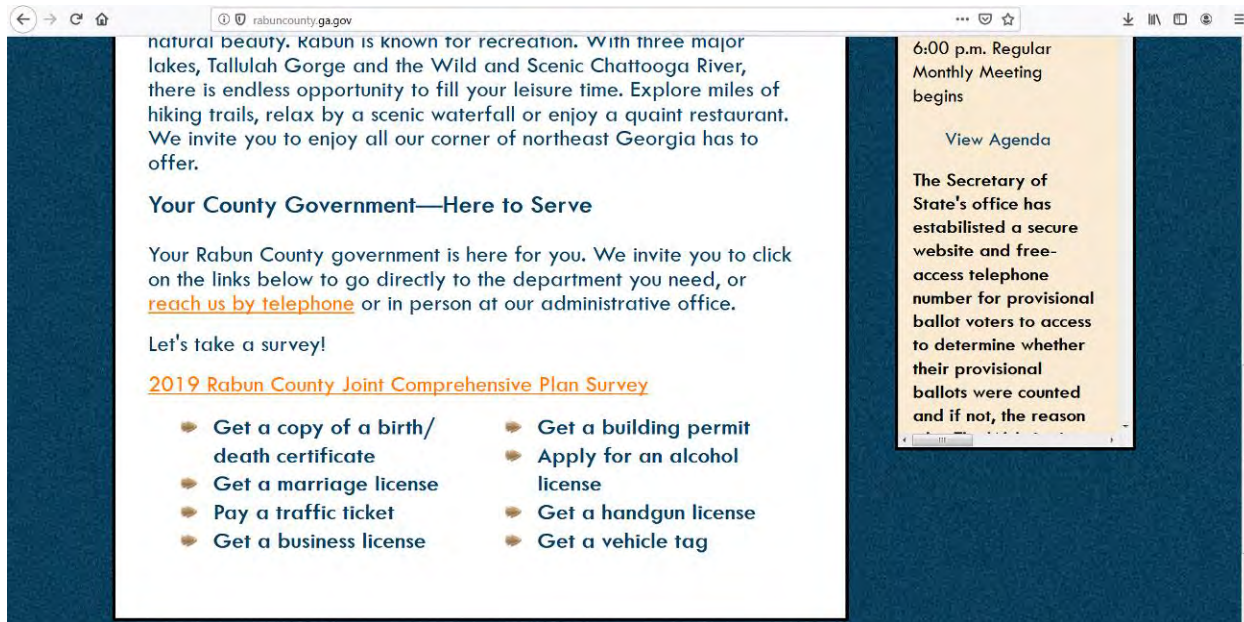 rabuncounty.ga.gov
natural beauty. Rabun is known for recreation. With three major
lakes, Tallulah Gorge and the Wild and Scenic Chattooga River,
there is endless opportunity to fill your leisure time. Explore miles of
hiking trails, relax by a scenic waterfall or enjoy a quaint restaurant.
We invite you to enjoy all our corner of northeast Georgia has to
offer.
Your County Government—Here to Serve
Your Rabun County government is here for you. We invite you to click
on the links below to go directly to the department you need, or
reach us by telephone or in person at our administrative office.
Let's take a survey!
2019 Rabun County Joint Comprehensive Plan Survey
Get a copy of a birth/
death certificate
Get a marriage license
Pay a traffic ticket
Get a business license
Get a building permit
Apply for an alcohol
license
Get a handgun license
Get a vehicle tag
6:00 p.m. Regular
Monthly Meeting
begins
View Agenda
The Secretary of
State's office has
estabilisted a secure
website and free-
access telephone
number for provisional
ballot voters to access
to determine whether
their provisional
ballots were counted
and if not, the reason